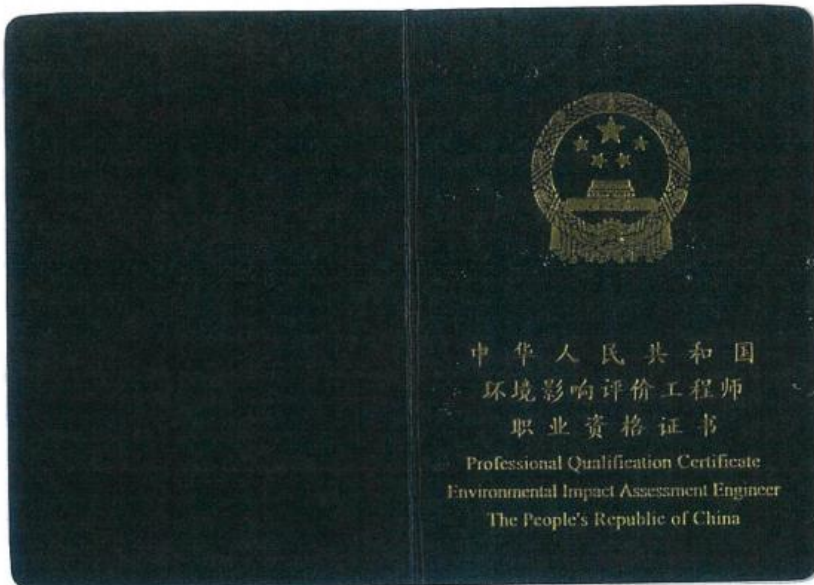 中华人民共和国
环境影响评价工程师
职业资格证书
Professional Qualification Certificate
Environmental Impact Assessment Engineer
The People's Republic of China